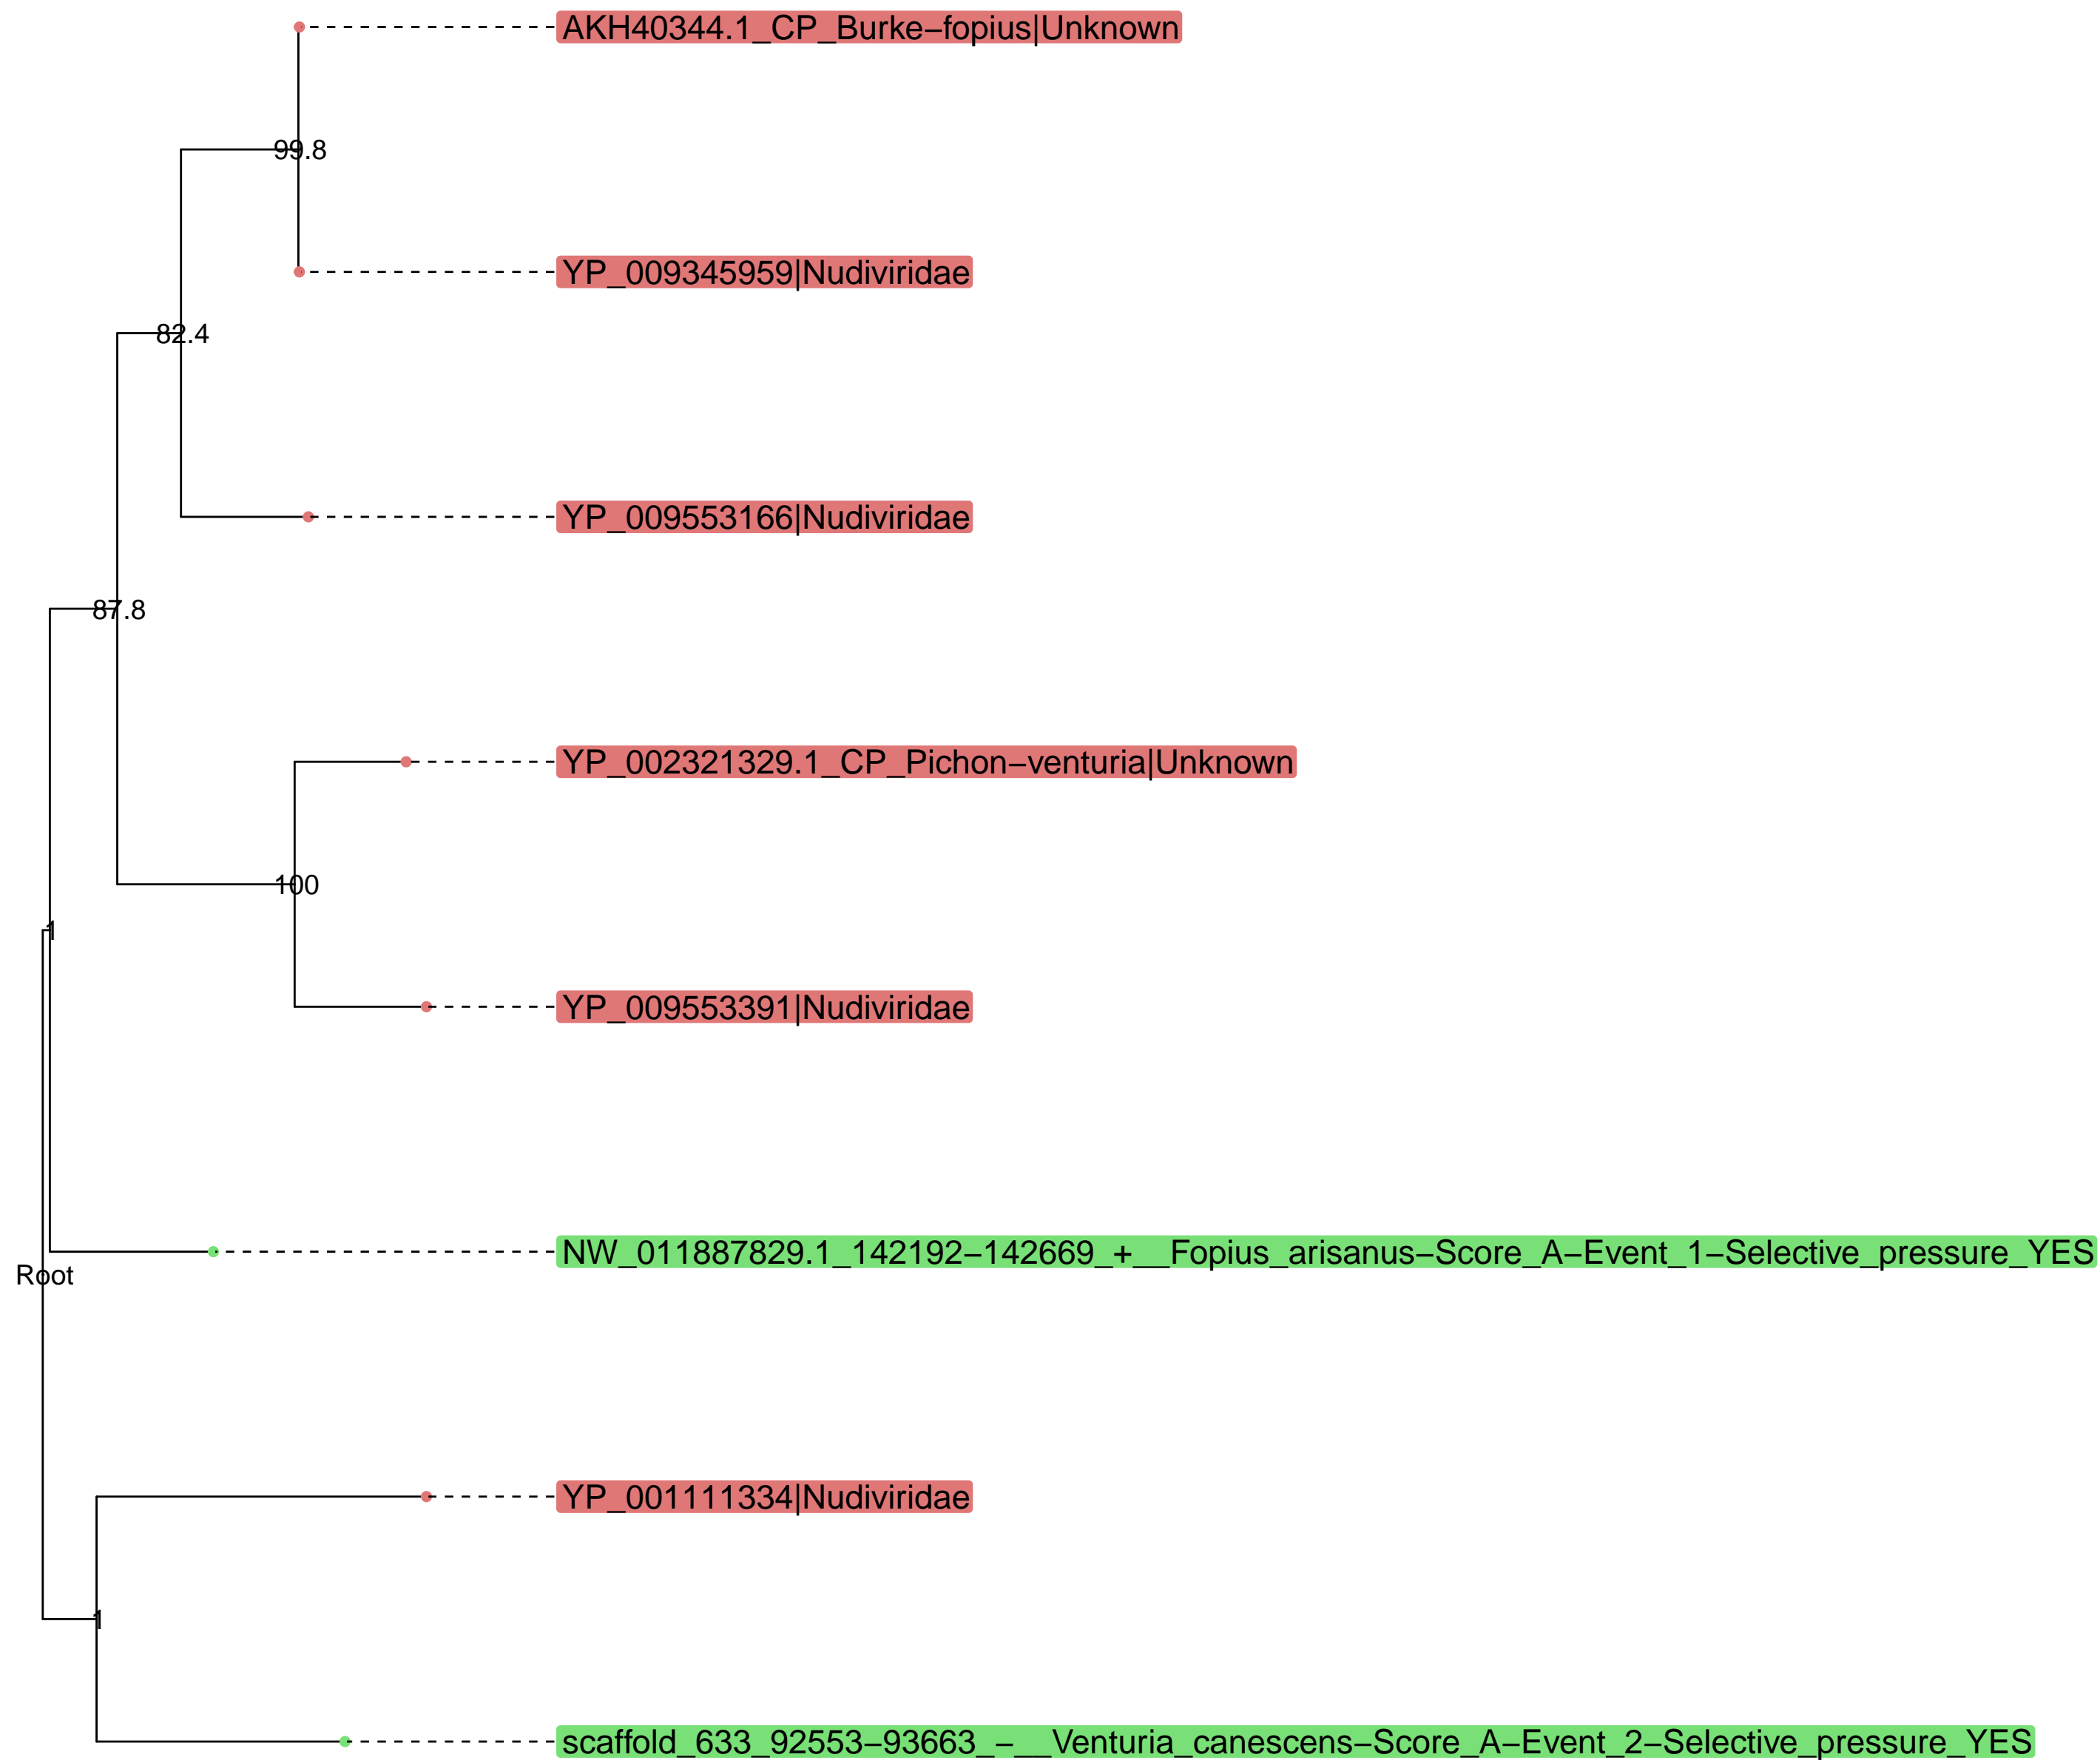 AKH40344.1_CP_Burke−fopius|Unknown
99.8
YP_009345959|Nudiviridae
82.4
YP_009553166|Nudiviridae
87.8
YP_002321329.1_CP_Pichon−venturia|Unknown
100
1
YP_009553391|Nudiviridae
NW_011887829.1_142192−142669_+__Fopius_arisanus−Score_A−Event_1−Selective_pressure_YES
Root
YP_001111334|Nudiviridae
1
scaffold_633_92553−93663_−__Venturia_canescens−Score_A−Event_2−Selective_pressure_YES